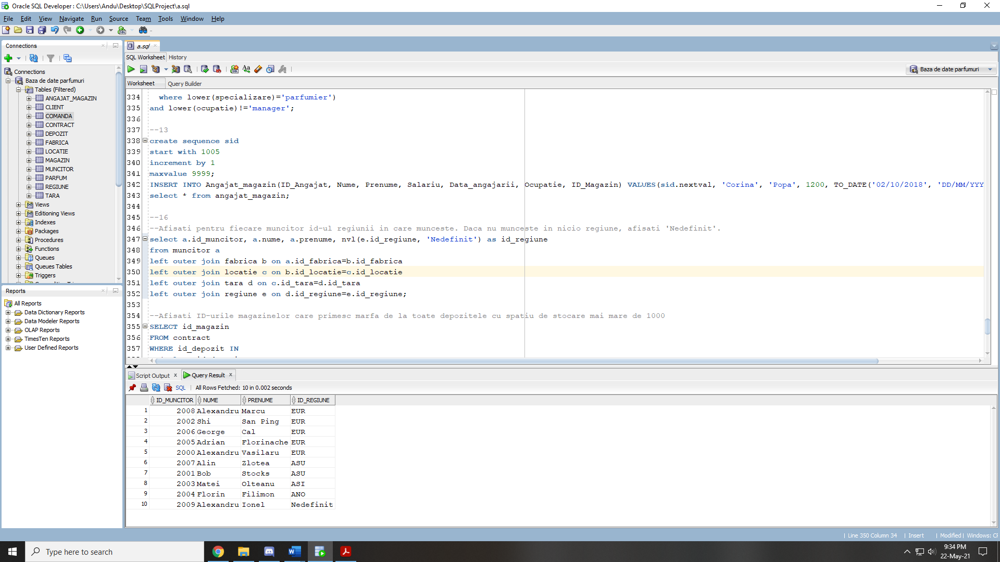 Oracle SQL Developer : C:\Users\Andu\Desktop\SQLProject\a.sql
File Edit View Navigate Run Source Team Tools Window Help
Connections
Connections
Baza de date parfumuri
Tables (Filtered)
ANGAJAT_MAGAZIN
CLIENT
COMANDA
CONTRACT
DEPOZIT
FABRICA
LOCATIE
MAGAZIN
MUNCITOR
PARFUM
REGIUNE
TARA
Views
Editioning Views
Indexes
Packages
Procedures
Functions
Queues
Queues Tables
Triggers
Reports
All Reports
Data Dictionary Reports
Data Modeler Reports
OLAP Reports
TimesTen Reports
User Defined Reports
a.sql
SQL Worksheet History
Baza de date parfumuri
Worksheet Query Builder
334 where lower(specializare)='parfumier')
335 and lower(ocupatie)!='manager';
336
337 --13
338 create sequence sid
339 start with 1005
340 increment by 1
341 maxvalue 9999;
342 INSERT INTO Angajat_magazin(ID_Angajat, Nume, Prenume, Salariu, Data_angajarii, Ocupatie, ID_Magazin) VALUES(sid.nextval, 'Corina', 'Popa', 1200, TO_DATE('02/10/2018', 'DD/MM/YYY
343 select * from angajat_magazin;
344
345 --16
346 --Afisati pentru fiecare muncitor id-ul regiunii in care munceste. Daca nu munceste in nicio regiune, afisati 'Nedefinit'.
347 select a.id_muncitor, a.nume, a.prenume, nvl(e.id_regiune, 'Nedefinit') as id_regiune
348 from muncitor a
349 left outer join fabrica b on a.id_fabrica=b.id_fabrica
350 left outer join locatie c on b.id_locatie=c.id_locatie
351 left outer join tara d on c.id_tara=d.id_tara
352 left outer join regiune e on d.id_regiune=e.id_regiune;
353
354 --Afisati ID-urile magazinelor care primesc marfa de la toate depozitele cu spatiu de stocare mai mare de 1000
355 SELECT id_magazin
356 FROM contract
357 WHERE id_depozit IN
Script Output x Query Result x
SQL | All Rows Fetched: 10 in 0.002 seconds
ID_MUNCITOR NUME PRENUME ID_REGIUNE
1 2008 Alexandru Marcu EUR
2 2002 Shi San Ping EUR
3 2006 George Cal EUR
4 2005 Adrian Florinache EUR
5 2000 Alexandru Vasilaru EUR
6 2007 Alin Zlotea ASU
7 2001 Bob Stocks ASU
8 2003 Matei Olteanu ASI
9 2004 Florin Filimon ANO
10 2009 Alexandru Ionel Nedefinit
| Line 350 Column 34 | Insert | Modified | Windows: CF
Type here to search
9:34 PM
22-May-21